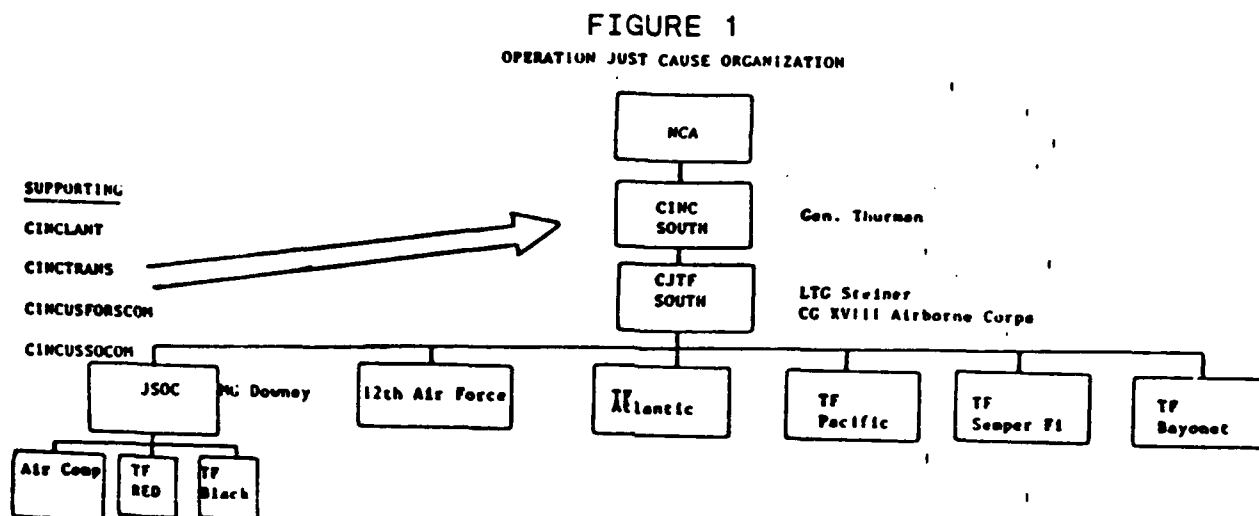 FIGURE 1
OPERATION JUST CAUSE ORGANIZATION
NCA
SUPPORTING
CINCLANT
CINCTRANS
CINCUSFORSCOM
CINCUSSOCOM
CINC
SOUTH
Gen. Thurman
CJTF
SOUTH
LTG Steiner
CG XVIII Airborne Corps
JSOC
MG Downey
12th Air Force
TF
Atlantic
TF
Pacific
TF
Semper Fi
TF
Bayonet
Air Comp
TF
RED
TF
Black